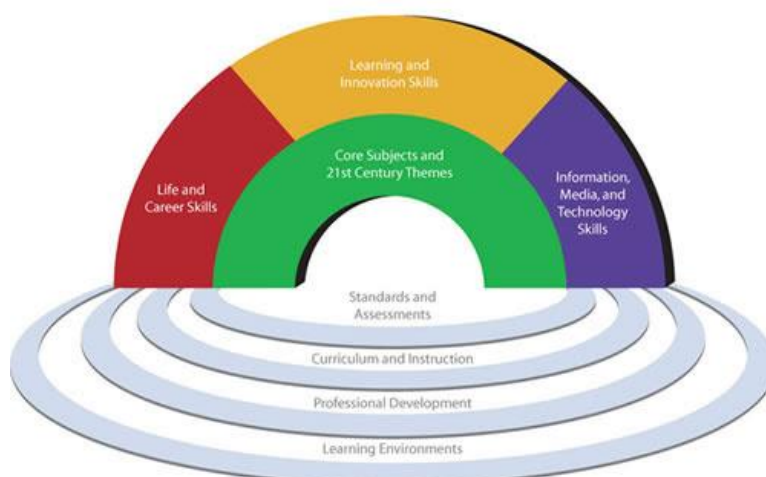 Learning and
Innovation Skills
Core Subjects and
21st Century Themes
Life and
Career Skills
Information,
Media, and
Technology
Skills
Standards and
Assessments
Curriculum and Instruction
Professional Development
Learning Environments